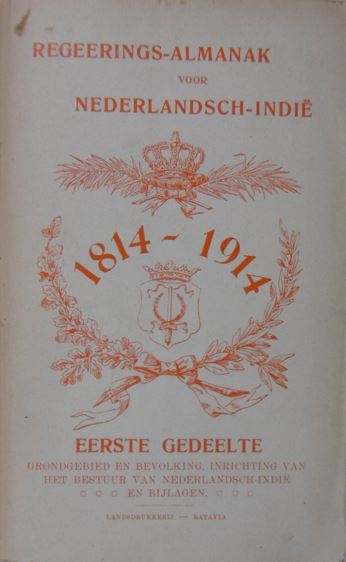 REGEERINGS-ALMANAK
VOOR
NEDERLANDSCH-INDIË
1814 - 1914
EERSTE GEDEELTE
GRONDGEBIED EN BEVOLKING, INRICHTING VAN
HET BESTUUR VAN NEDERLANDSCH-INDIË
EN BIJLAGEN.
LANDSDRUKKERIJ — BATAVIA